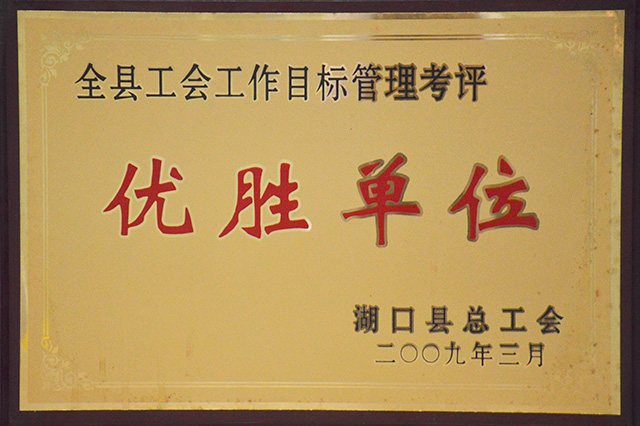 全县工会工作目标管理考评
优胜单位
湖口县总工会
二〇〇九年三月